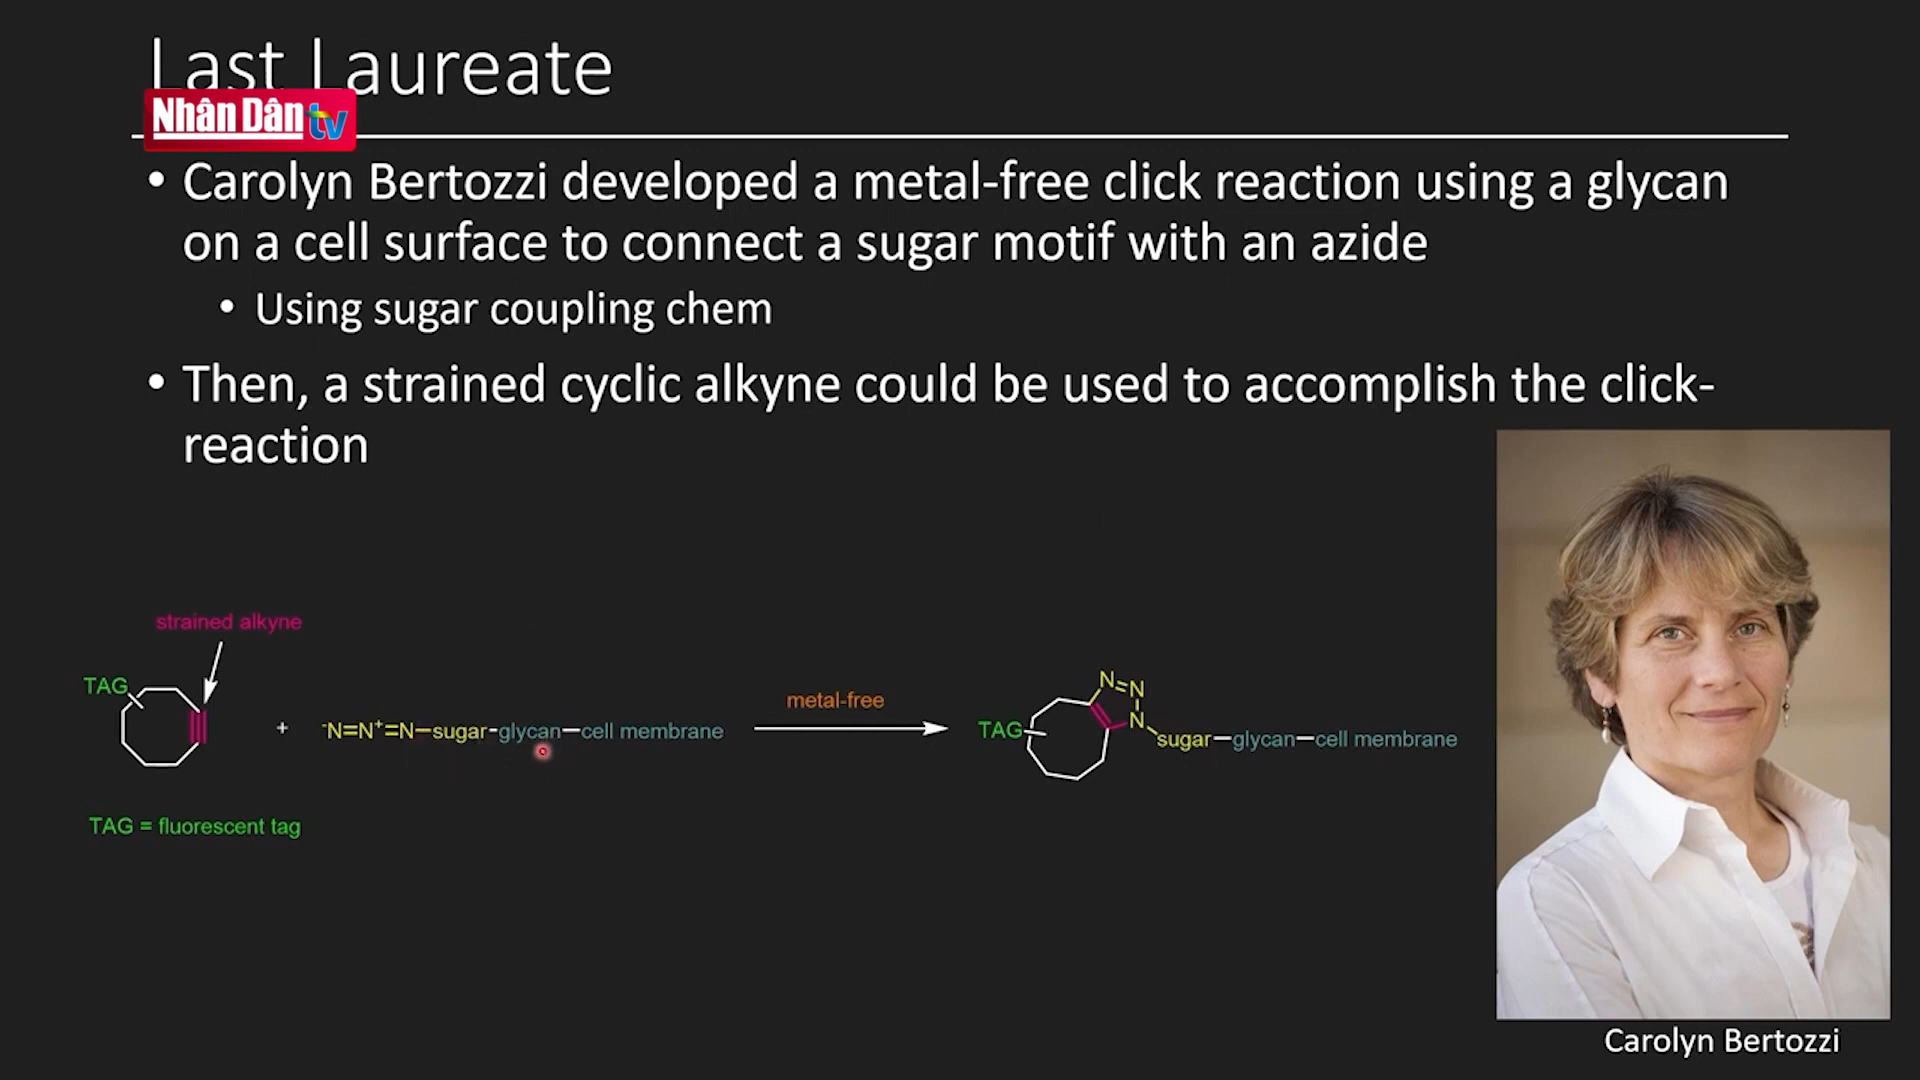 Last Laureate
Nhân Dân tv
• Carolyn Bertozzi developed a metal-free click reaction using a glycan
on a cell surface to connect a sugar motif with an azide
• Using sugar coupling chem
• Then, a strained cyclic alkyne could be used to accomplish the click-
reaction
strained alkyne
TAG
+
-N=N+=N-sugar-glycan-cell membrane
metal-free
TAG
N=N
N
sugar-glycan-cell membrane
TAG = fluorescent tag
Carolyn Bertozzi